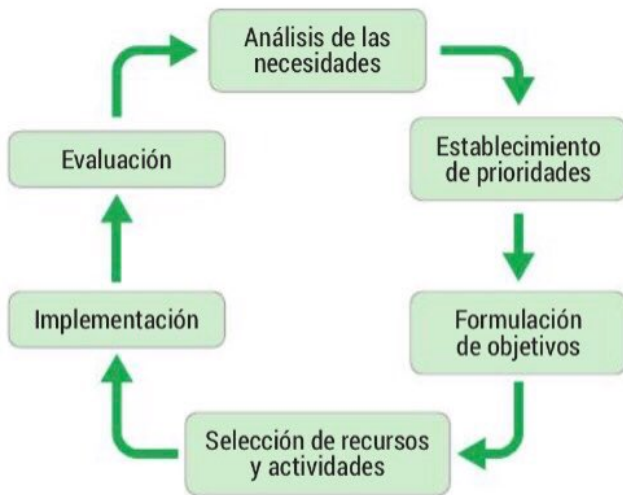 Análisis de las
necesidades
Establecimiento
de prioridades
Formulación
de objetivos
Selección de recursos
y actividades
Implementación
Evaluación